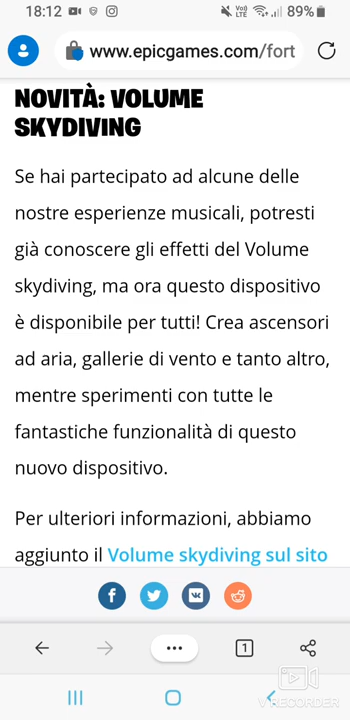 18:12 89%
www.epicgames.com/fort
NOVITÀ: VOLUME
SKYDIVING
Se hai partecipato ad alcune delle
nostre esperienze musicali, potresti
già conoscere gli effetti del Volume
skydiving, ma ora questo dispositivo
è disponibile per tutti! Crea ascensori
ad aria, gallerie di vento e tanto altro,
mentre sperimenti con tutte le
fantastiche funzionalità di questo
nuovo dispositivo.
Per ulteriori informazioni, abbiamo
aggiunto il Volume skydiving sul sito
1
V RECORDER